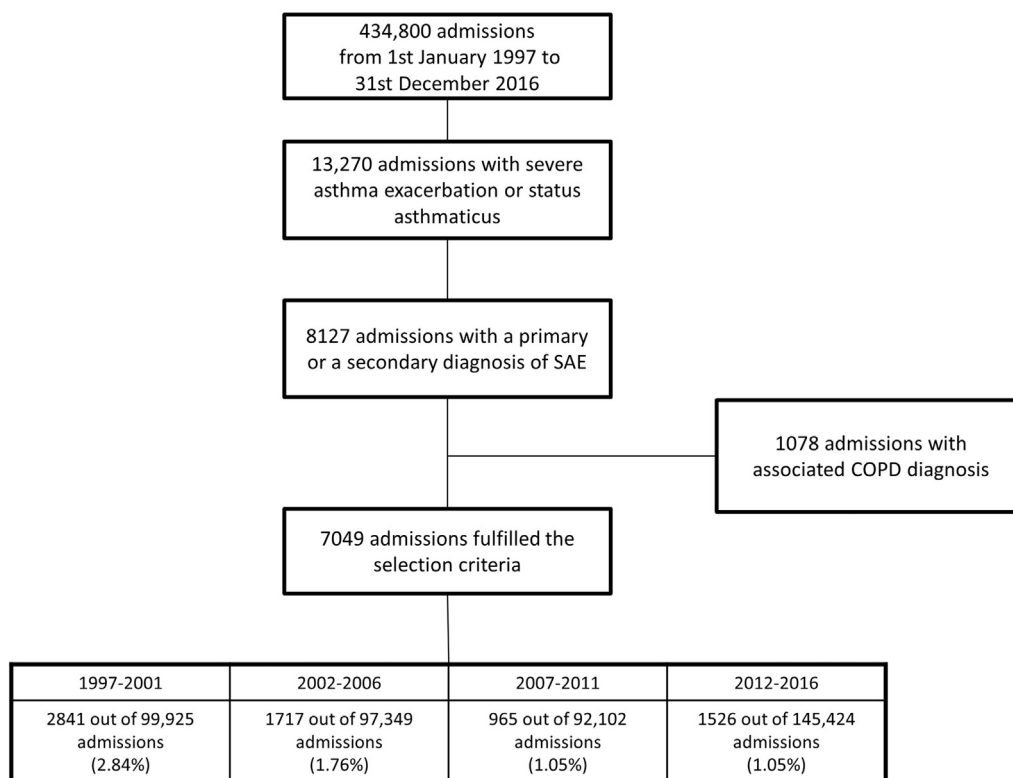 434,800 admissions
from 1st January 1997 to
31st December 2016
13,270 admissions with severe
asthma exacerbation or status
asthmaticus
8127 admissions with a primary
or a secondary diagnosis of SAE
1078 admissions with
associated COPD diagnosis
7049 admissions fulfilled the
selection criteria
1997-2001
2002-2006
2007-2011
2012-2016
2841 out of 99,925
admissions
(2.84%)
1717 out of 97,349
admissions
(1.76%)
965 out of 92,102
admissions
(1.05%)
1526 out of 145,424
admissions
(1.05%)